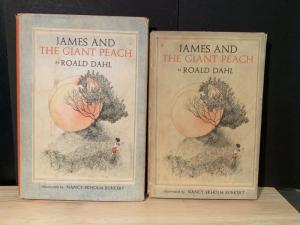 JAMES AND
THE GIANT PEACH
by ROALD DAHL
illustrated by NANCY EKHOLM BURKERT
JAMES AND
THE GIANT PEACH
by ROALD DAHL
illustrated by NANCY EKHOLM BURKERT